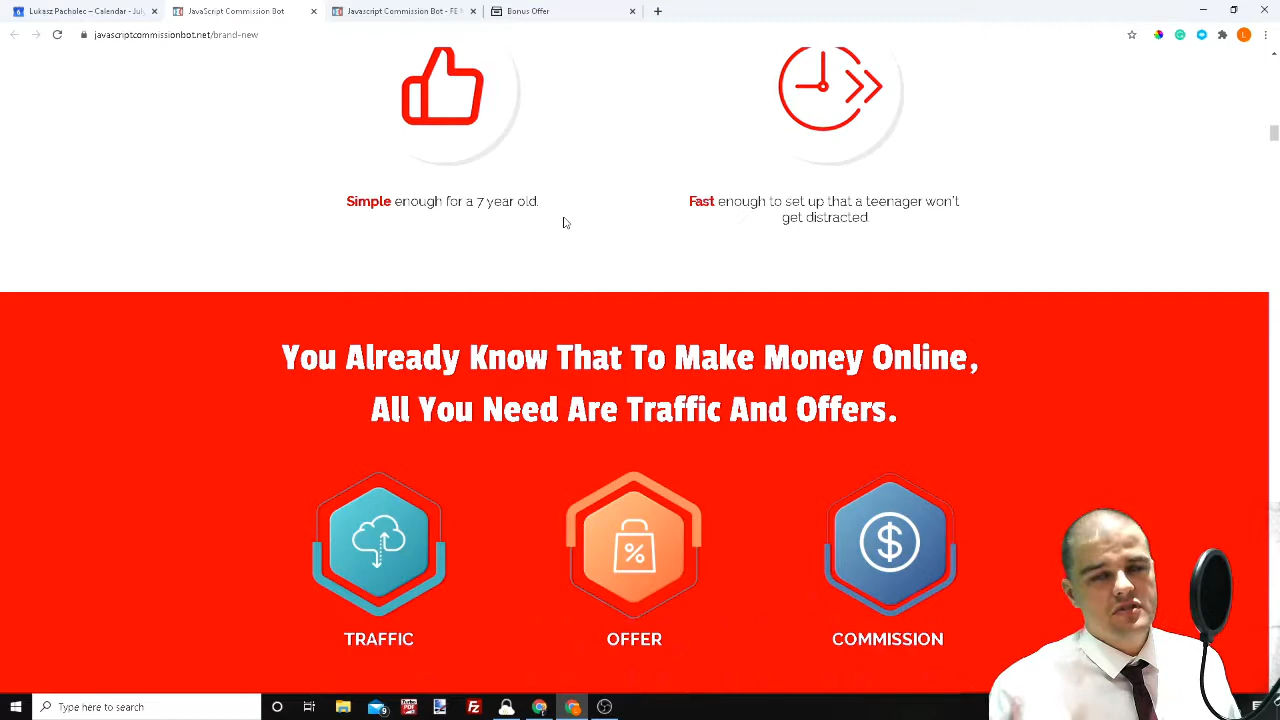 Lukasz Pacholec – Calendar - July
JavaScript Commission Bot
Javascript Commission Bot - FE
Bonus Offer
javascriptcommissionbot.net/brand-new
Simple enough for a 7 year old.
Fast enough to set up that a teenager won't
get distracted.
You Already Know That To Make Money Online,
All You Need Are Traffic And Offers.
TRAFFIC
OFFER
COMMISSION
Type here to search